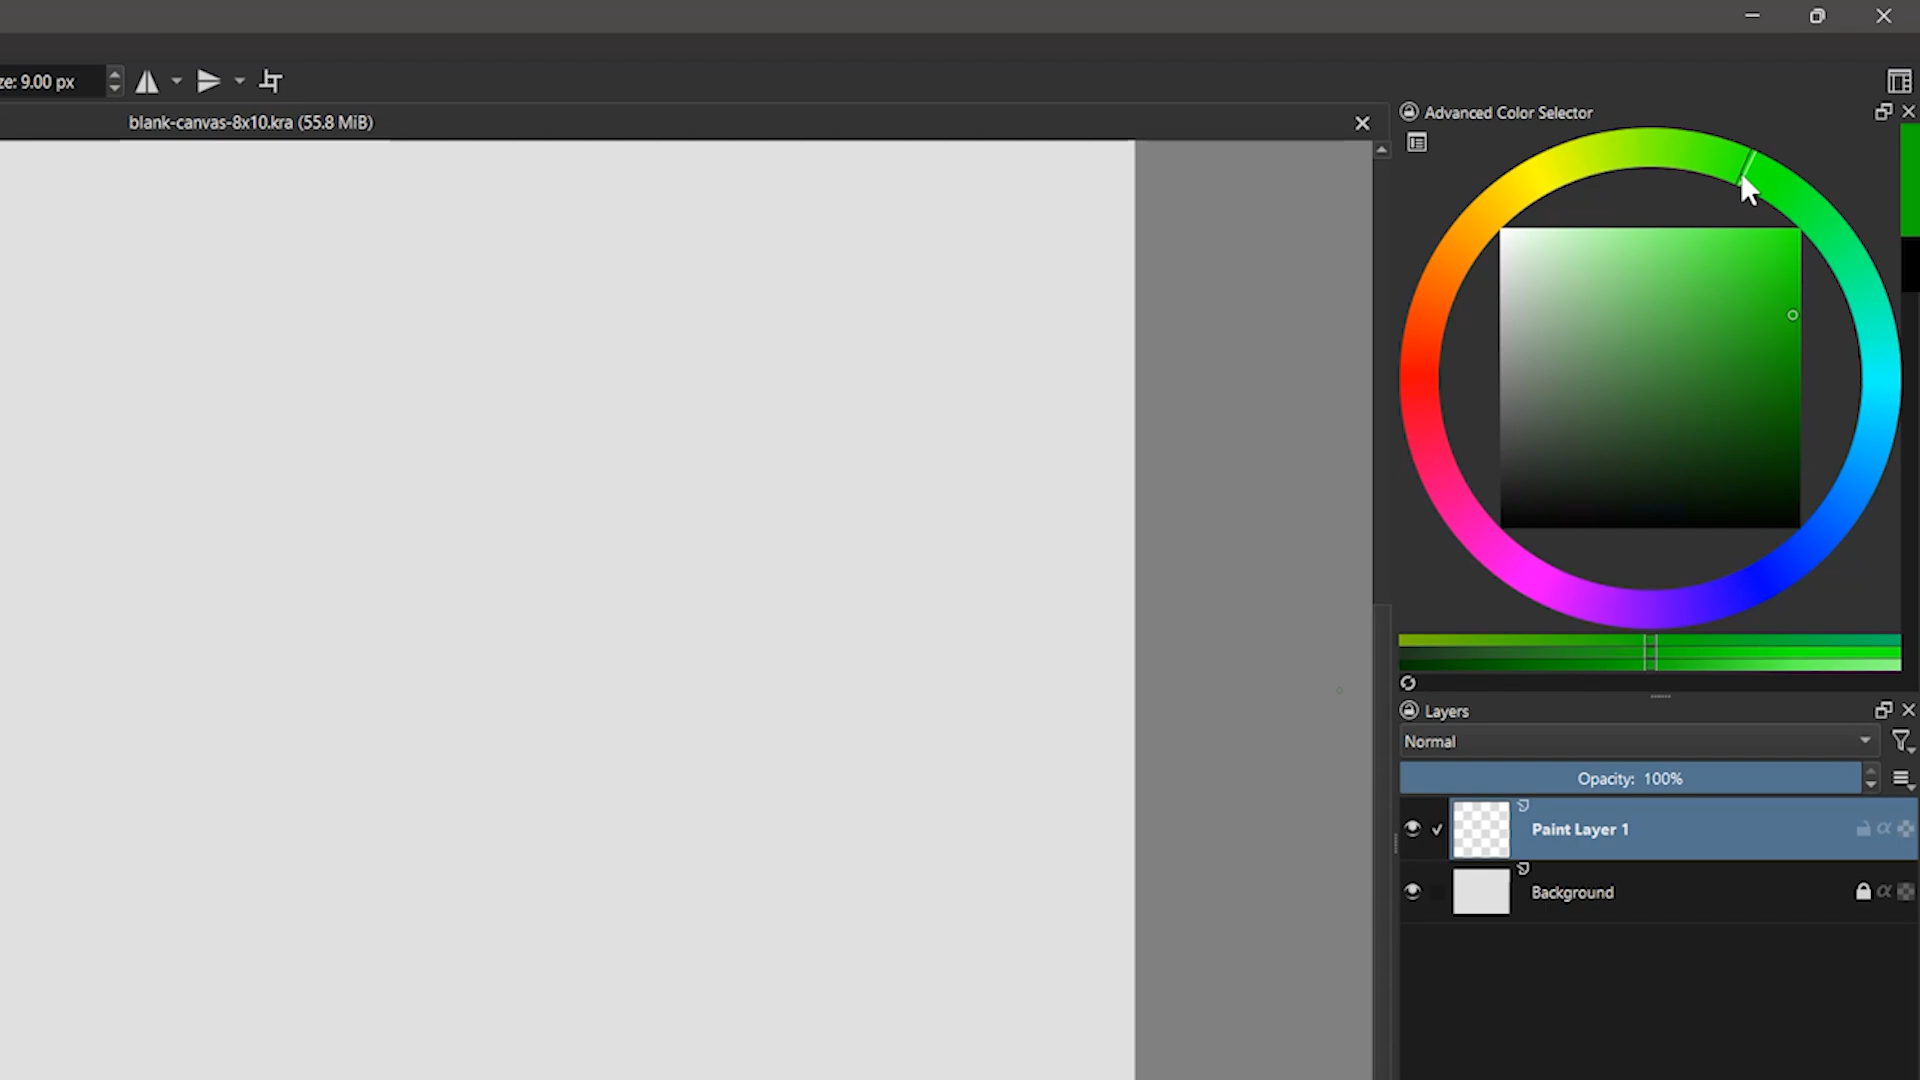 ze: 9.00 px
blank-canvas-8x10.kra (55.8 MiB)
Advanced Color Selector
Layers
Normal
Opacity: 100%
Paint Layer 1
Background